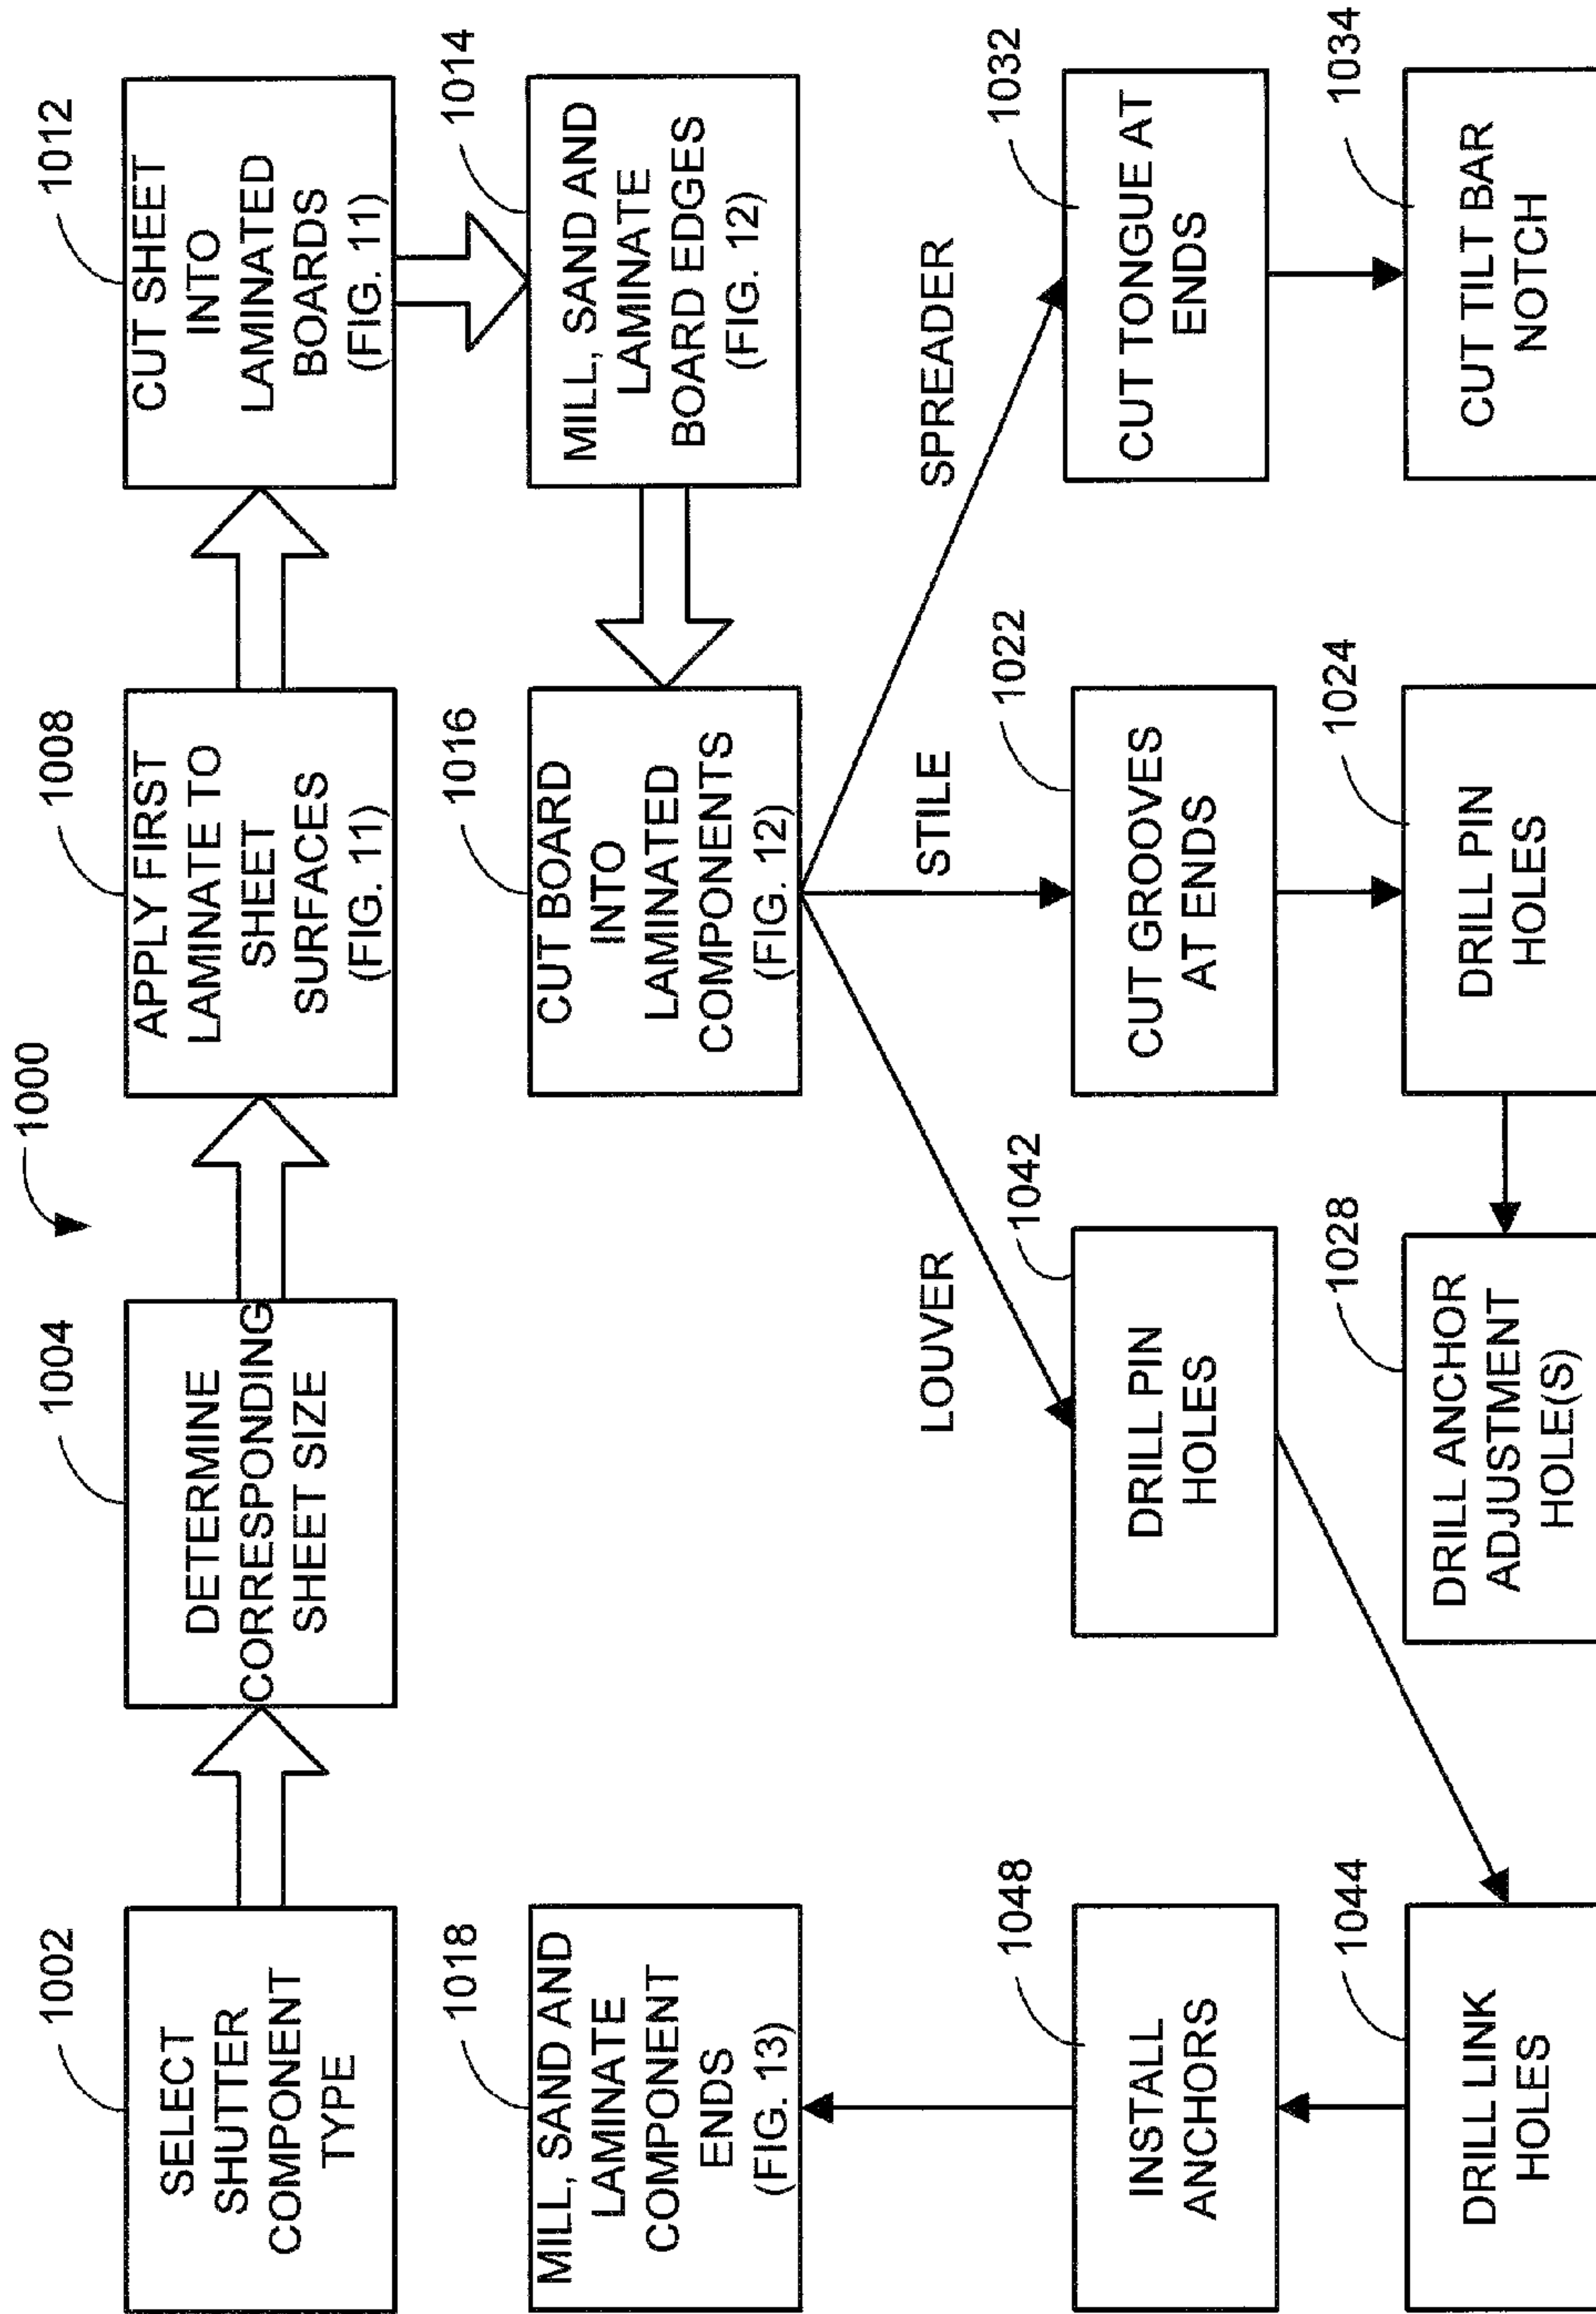 1000
1002
SELECT
SHUTTER
COMPONENT
TYPE
1004
DETERMINE
CORRESPONDING
SHEET SIZE
1008
APPLY FIRST
LAMINATE TO
SHEET
SURFACES
(FIG. 11)
1012
CUT SHEET
INTO
LAMINATED
BOARDS
(FIG. 11)
1014
MILL, SAND AND
LAMINATE
BOARD EDGES
(FIG. 12)
1016
CUT BOARD
INTO
LAMINATED
COMPONENTS
(FIG. 12)
1018
MILL, SAND AND
LAMINATE
COMPONENT
ENDS
(FIG. 13)
LOUVER
STILE
SPREADER
1048
INSTALL
ANCHORS
1042
DRILL PIN
HOLES
1022
CUT GROOVES
AT ENDS
1032
CUT TONGUE AT
ENDS
1044
DRILL LINK
HOLES
1028
DRILL ANCHOR
ADJUSTMENT
HOLE(S)
1024
DRILL PIN
HOLES
1034
CUT TILT BAR
NOTCH